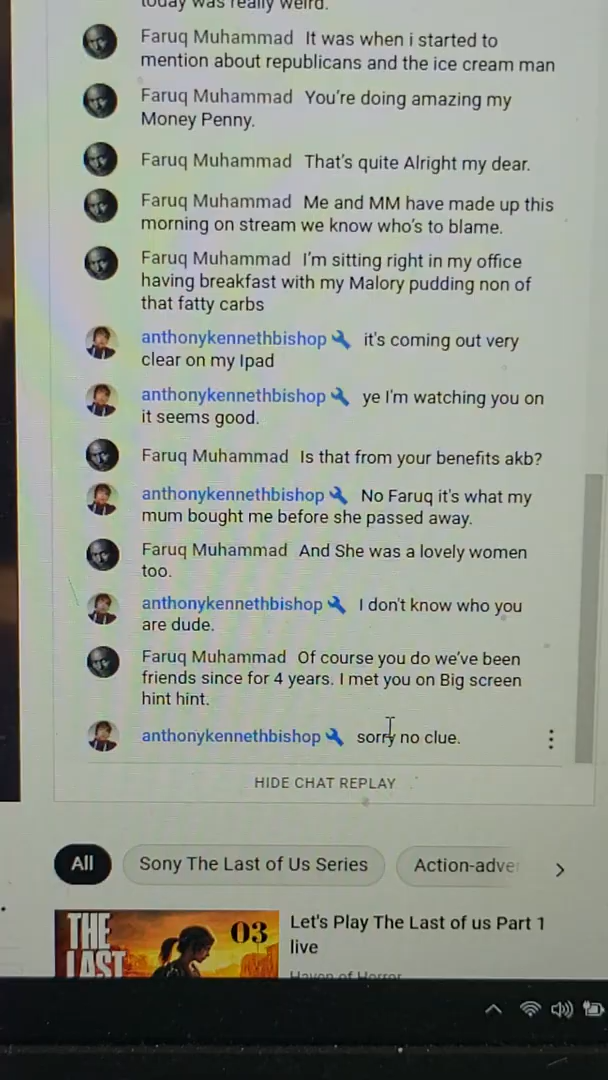 today was really weird.
Faruq Muhammad It was when i started to
mention about republicans and the ice cream man
Faruq Muhammad You're doing amazing my
Money Penny.
Faruq Muhammad That's quite Alright my dear.
Faruq Muhammad Me and MM have made up this
morning on stream we know who's to blame.
Faruq Muhammad I'm sitting right in my office
having breakfast with my Malory pudding non of
that fatty carbs
anthonykennethbishop it's coming out very
clear on my Ipad
anthonykennethbishop ye I'm watching you on
it seems good.
Faruq Muhammad Is that from your benefits akb?
anthonykennethbishop No Faruq it's what my
mum bought me before she passed away.
Faruq Muhammad And She was a lovely women
too.
anthonykennethbishop I don't know who you
are dude.
Faruq Muhammad Of course you do we've been
friends since for 4 years. I met you on Big screen
hint hint.
anthonykennethbishop sorry no clue.
HIDE CHAT REPLAY
All Sony The Last of Us Series Action-adve
THE LAST
03
Let's Play The Last of us Part 1
live
Haven of Horror